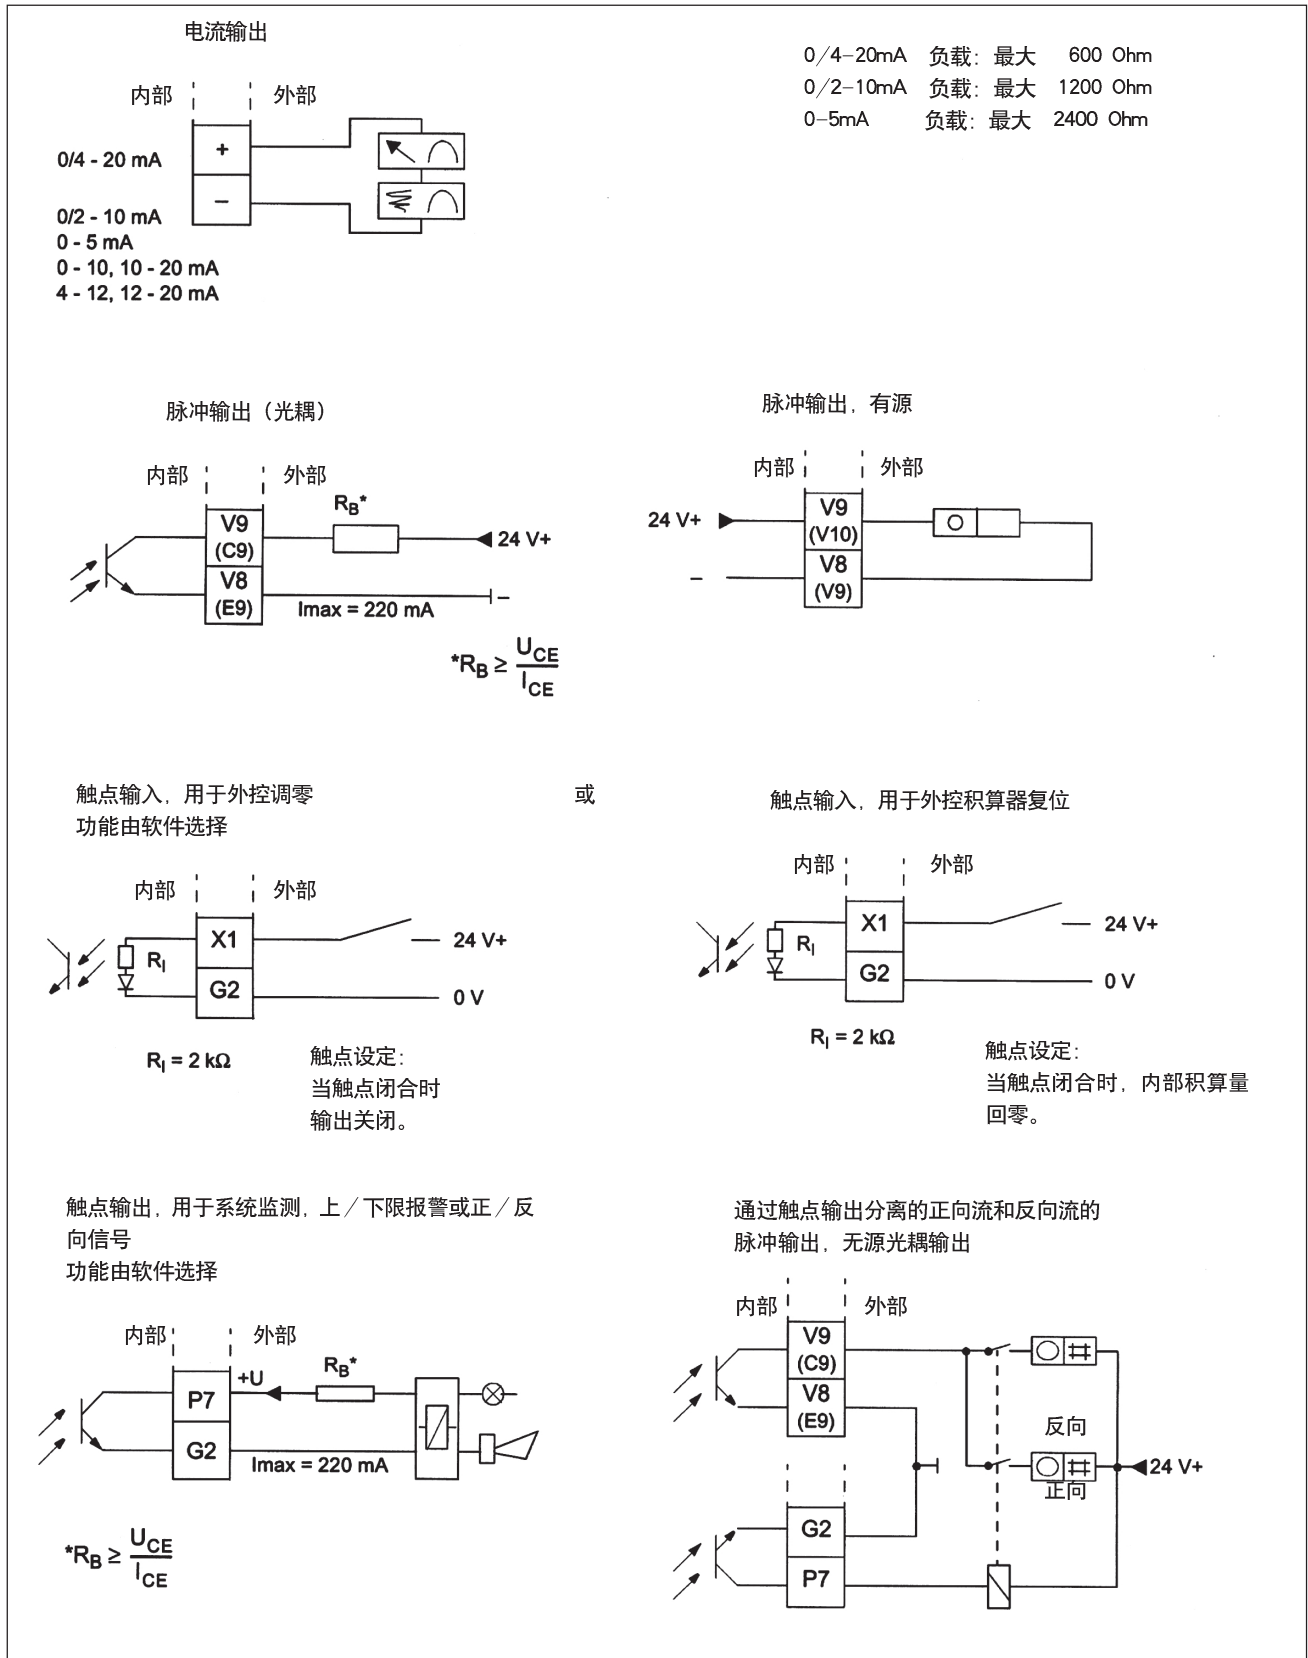 电流输出
0/4-20mA 负载：最大 600 Ohm
0/2-10mA 负载：最大 1200 Ohm
0-5mA 负载：最大 2400 Ohm
内部 外部
+
0/4 - 20 mA
–
0/2 - 10 mA
0 - 5 mA
0 - 10, 10 - 20 mA
4 - 12, 12 - 20 mA
脉冲输出（光耦）
内部 外部
RB*
V9
(C9)
24 V+
V8
(E9)
–
Imax = 220 mA
*RB ≥ UCE
ICE
脉冲输出，有源
内部 外部
24 V+
V9
(V10)
–
V8
(V9)
触点输入，用于外控调零 或
功能由软件选择
内部 外部
X1
24 V+
RI
G2
0 V
RI = 2 kΩ
触点设定：
当触点闭合时
输出关闭。
触点输入，用于外控积算器复位
内部 外部
X1
24 V+
RI
G2
0 V
RI = 2 kΩ
触点设定：
当触点闭合时，内部积算量
回零。
触点输出，用于系统监测，上/下限报警或正/反
向信号
功能由软件选择
内部 外部
+U
RB*
P7
G2
Imax = 220 mA
*RB ≥ UCE
ICE
通过触点输出分离的正向流和反向流的
脉冲输出，无源光耦输出
内部 外部
V9
(C9)
V8
(E9)
反向
24 V+
正向
G2
P7